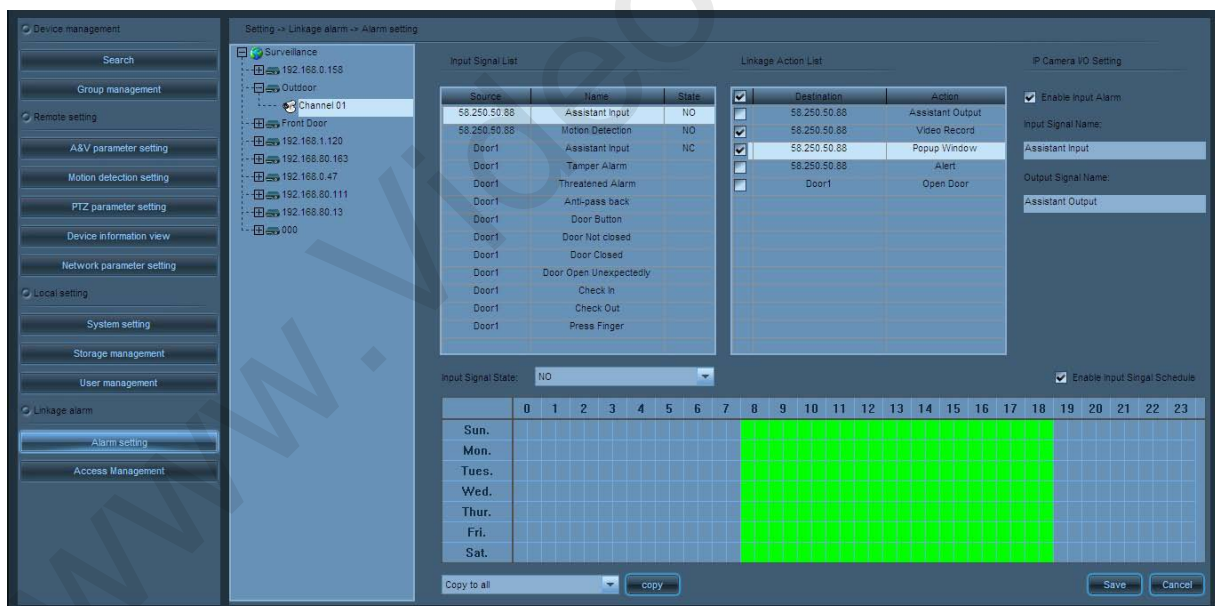 Device management
Search
Group management
Remote setting
A&V parameter setting
Motion detection setting
PTZ parameter setting
Device information view
Network parameter setting
Local setting
System setting
Storage management
User management
Linkage alarm
Alarm setting
Access Management
Setting -> Linkage alarm -> Alarm setting
Surveillance
192.168.0.158
Outdoor
Channel 01
Front Door
192.168.1.120
192.168.80.163
192.168.0.47
192.168.80.111
192.168.80.13
000
Input Signal List
Source Name State
58.250.50.88 Assistant Input NO
58.250.50.88 Motion Detection NO
Door1 Assistant Input NC
Door1 Tamper Alarm
Door1 Threatened Alarm
Door1 Anti-pass back
Door1 Door Button
Door1 Door Not closed
Door1 Door Closed
Door1 Door Open Unexpectedly
Door1 Check In
Door1 Check Out
Door1 Press Finger
Linkage Action List
Destination Action
58.250.50.88 Assistant Output
58.250.50.88 Video Record
58.250.50.88 Popup Window
58.250.50.88 Alert
Door1 Open Door
IP Camera I/O Setting
Enable Input Alarm
Input Signal Name:
Assistant Input
Output Signal Name:
Assistant Output
Input Signal State: NO
Enable Input Singal Schedule
0 1 2 3 4 5 6 7 8 9 10 11 12 13 14 15 16 17 18 19 20 21 22 23
Sun.
Mon.
Tues.
Wed.
Thur.
Fri.
Sat.
Copy to all copy Save Cancel